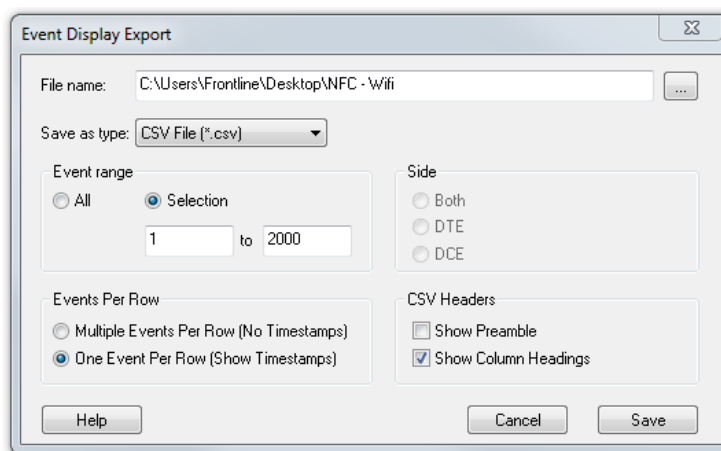 Event Display Export
File name: C:\Users\Frontline\Desktop\NFC - Wifi ...
Save as type: CSV File (*.csv)
Event range
All Selection
1 to 2000
Side
Both
DTE
DCE
Events Per Row
Multiple Events Per Row (No Timestamps)
One Event Per Row (Show Timestamps)
CSV Headers
Show Preamble
Show Column Headings
Help Cancel Save